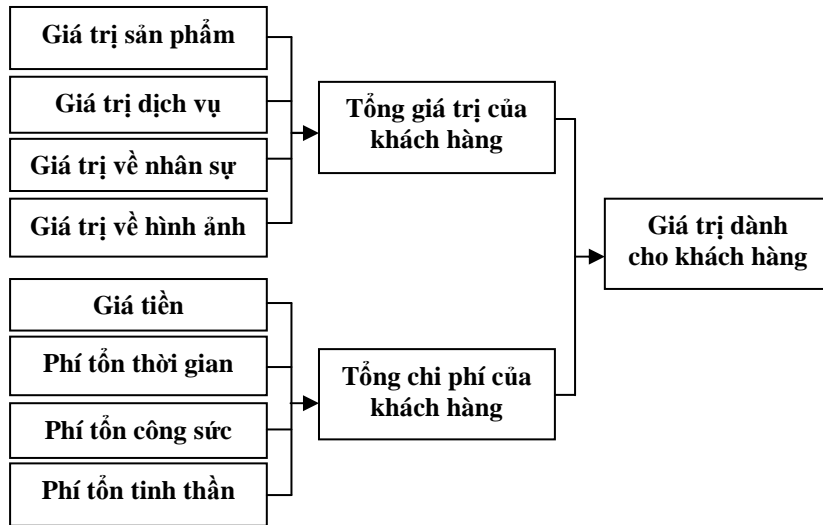 Giá trị sản phẩm
Giá trị dịch vụ
Giá trị về nhân sự
Giá trị về hình ảnh
Tổng giá trị của
khách hàng
Giá tiền
Phí tổn thời gian
Phí tổn công sức
Phí tổn tinh thần
Tổng chi phí của
khách hàng
Giá trị dành
cho khách hàng